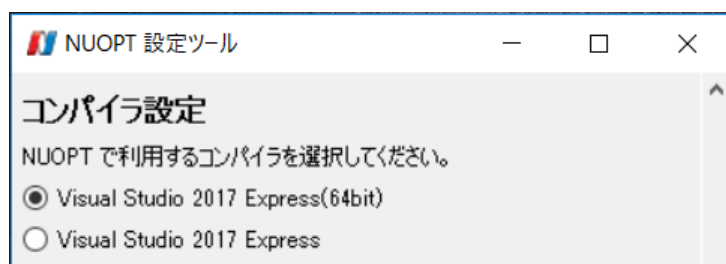 NUOPT 設定ツール
コンパイラ設定
NUOPT で利用するコンパイラを選択してください。
Visual Studio 2017 Express(64bit)
Visual Studio 2017 Express